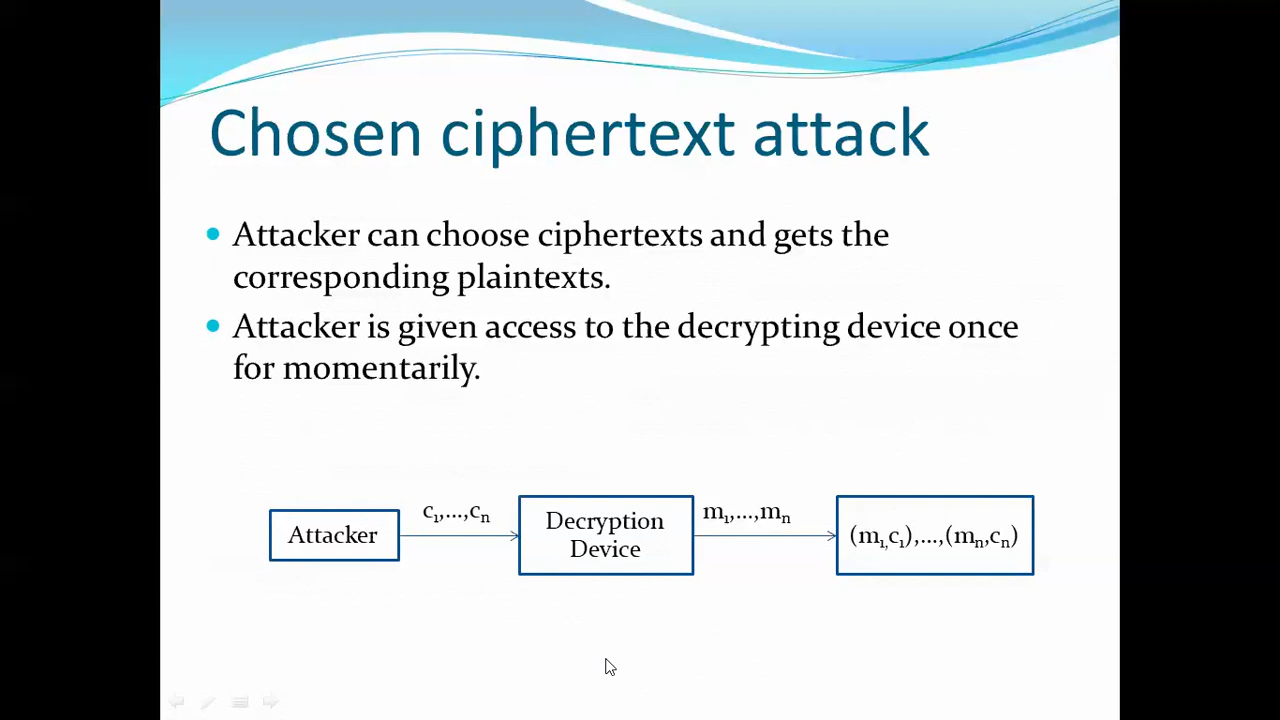 Chosen ciphertext attack
• Attacker can choose ciphertexts and gets the
corresponding plaintexts.
• Attacker is given access to the decrypting device once
for momentarily.
Attacker
c₁,...,cₙ
Decryption
Device
m₁,...,mₙ
(m₁,c₁),...,(mₙ,cₙ)